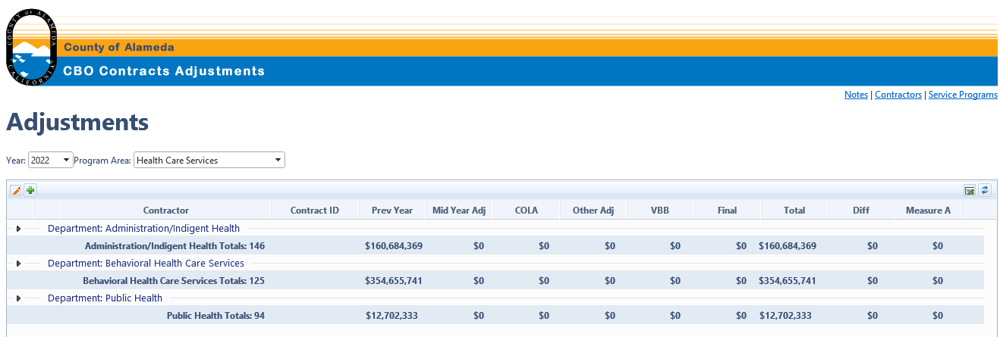 COUNTY OF ALAMEDA
CALIFORNIA
County of Alameda
CBO Contracts Adjustments
Notes | Contractors | Service Programs
Adjustments
Year: 2022 Program Area: Health Care Services
Contractor Contract ID Prev Year Mid Year Adj COLA Other Adj VBB Final Total Diff Measure A
Department: Administration/Indigent Health
Administration/Indigent Health Totals: 146 $160,684,369 $0 $0 $0 $0 $0 $160,684,369 $0 $0
Department: Behavioral Health Care Services
Behavioral Health Care Services Totals: 125 $354,655,741 $0 $0 $0 $0 $0 $354,655,741 $0 $0
Department: Public Health
Public Health Totals: 94 $12,702,333 $0 $0 $0 $0 $0 $12,702,333 $0 $0